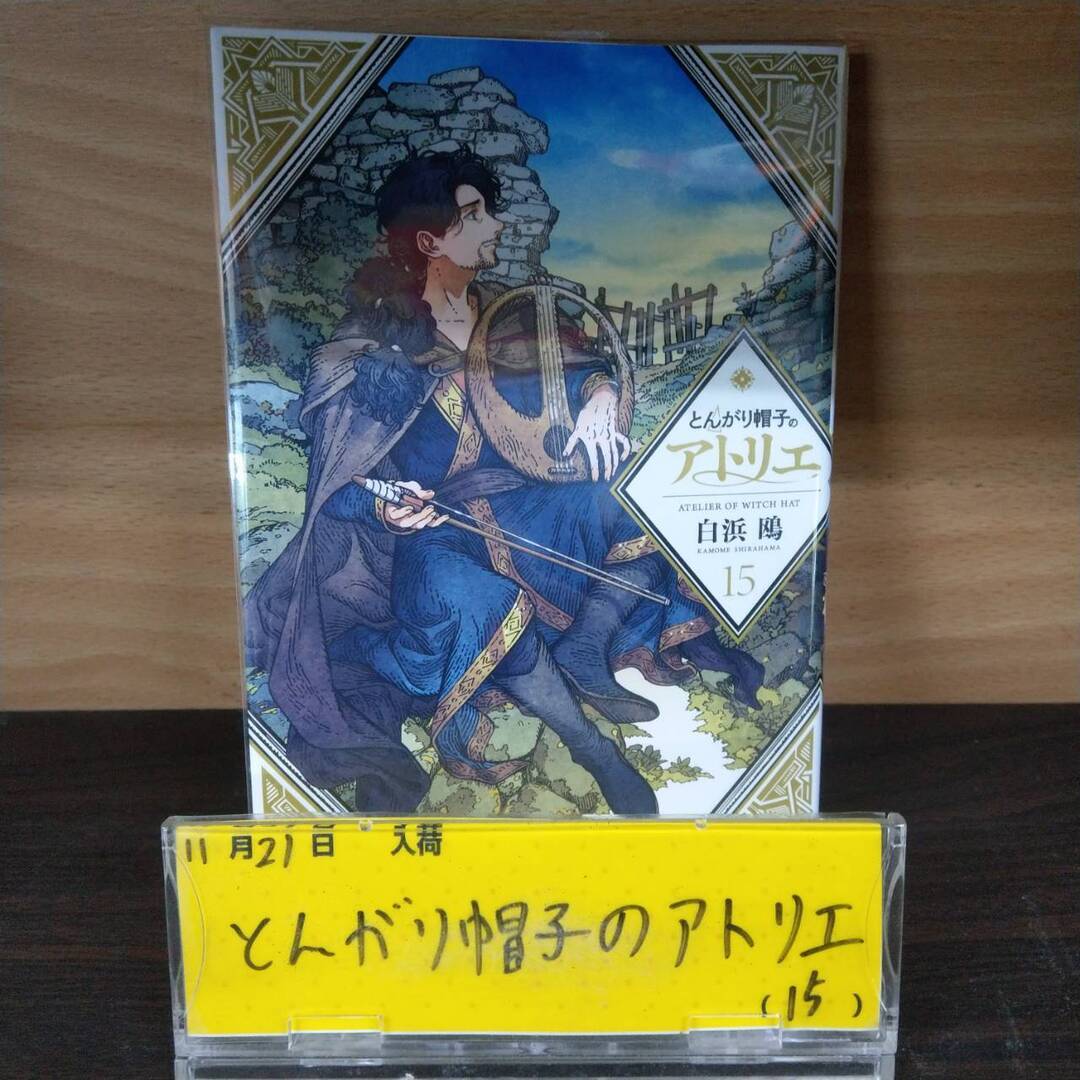 とんがり帽子の
アトリエ
ATELIER OF WITCH HAT
白浜 鴎
KAMOME SHIRAHAMA
15
11月21日 入荷
とんがり帽子のアトリエ
(15)